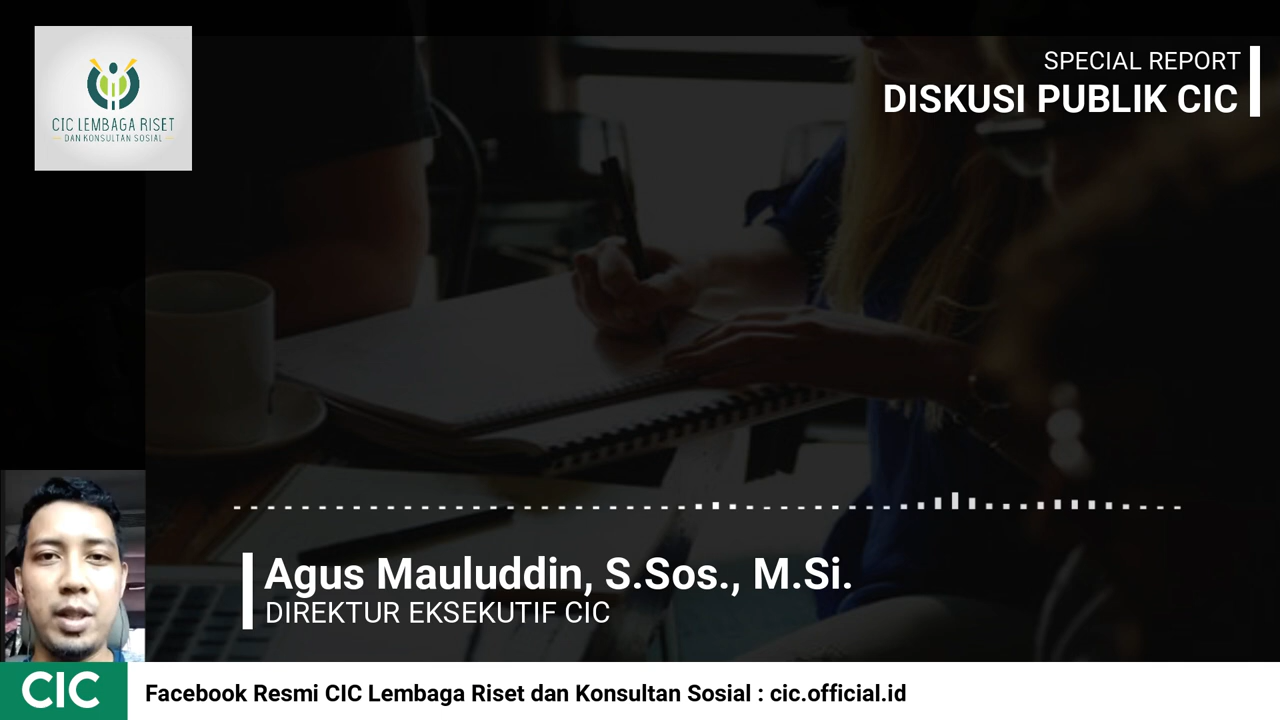 CIC LEMBAGA RISET
DAN KONSULTAN SOSIAL
SPECIAL REPORT
DISKUSI PUBLIK CIC
Agus Mauluddin, S.Sos., M.Si.
DIREKTUR EKSEKUTIF CIC
CIC
Facebook Resmi CIC Lembaga Riset dan Konsultan Sosial : cic.official.id